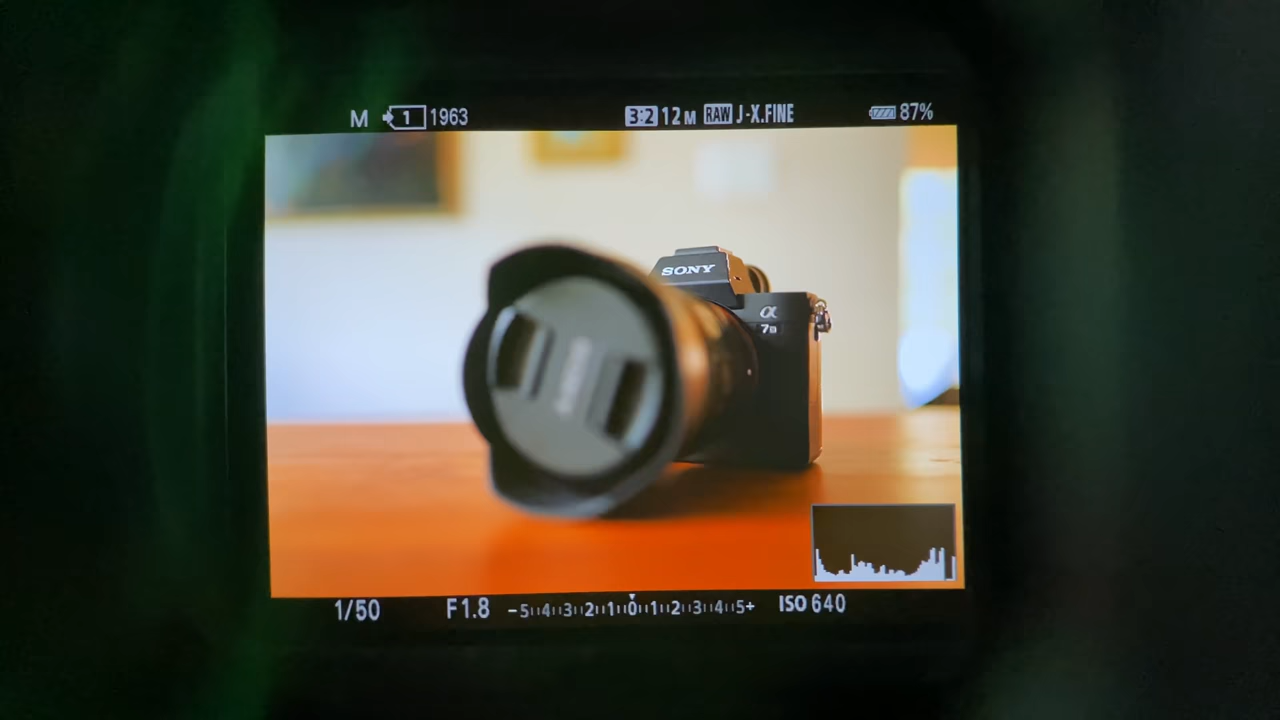 M 1 1963 3:2 12M RAW J-X.FINE 87%
SONY
α
7
1/50 F1.8 −5 4 3 2 1 0 1 2 3 4 5+ ISO 640